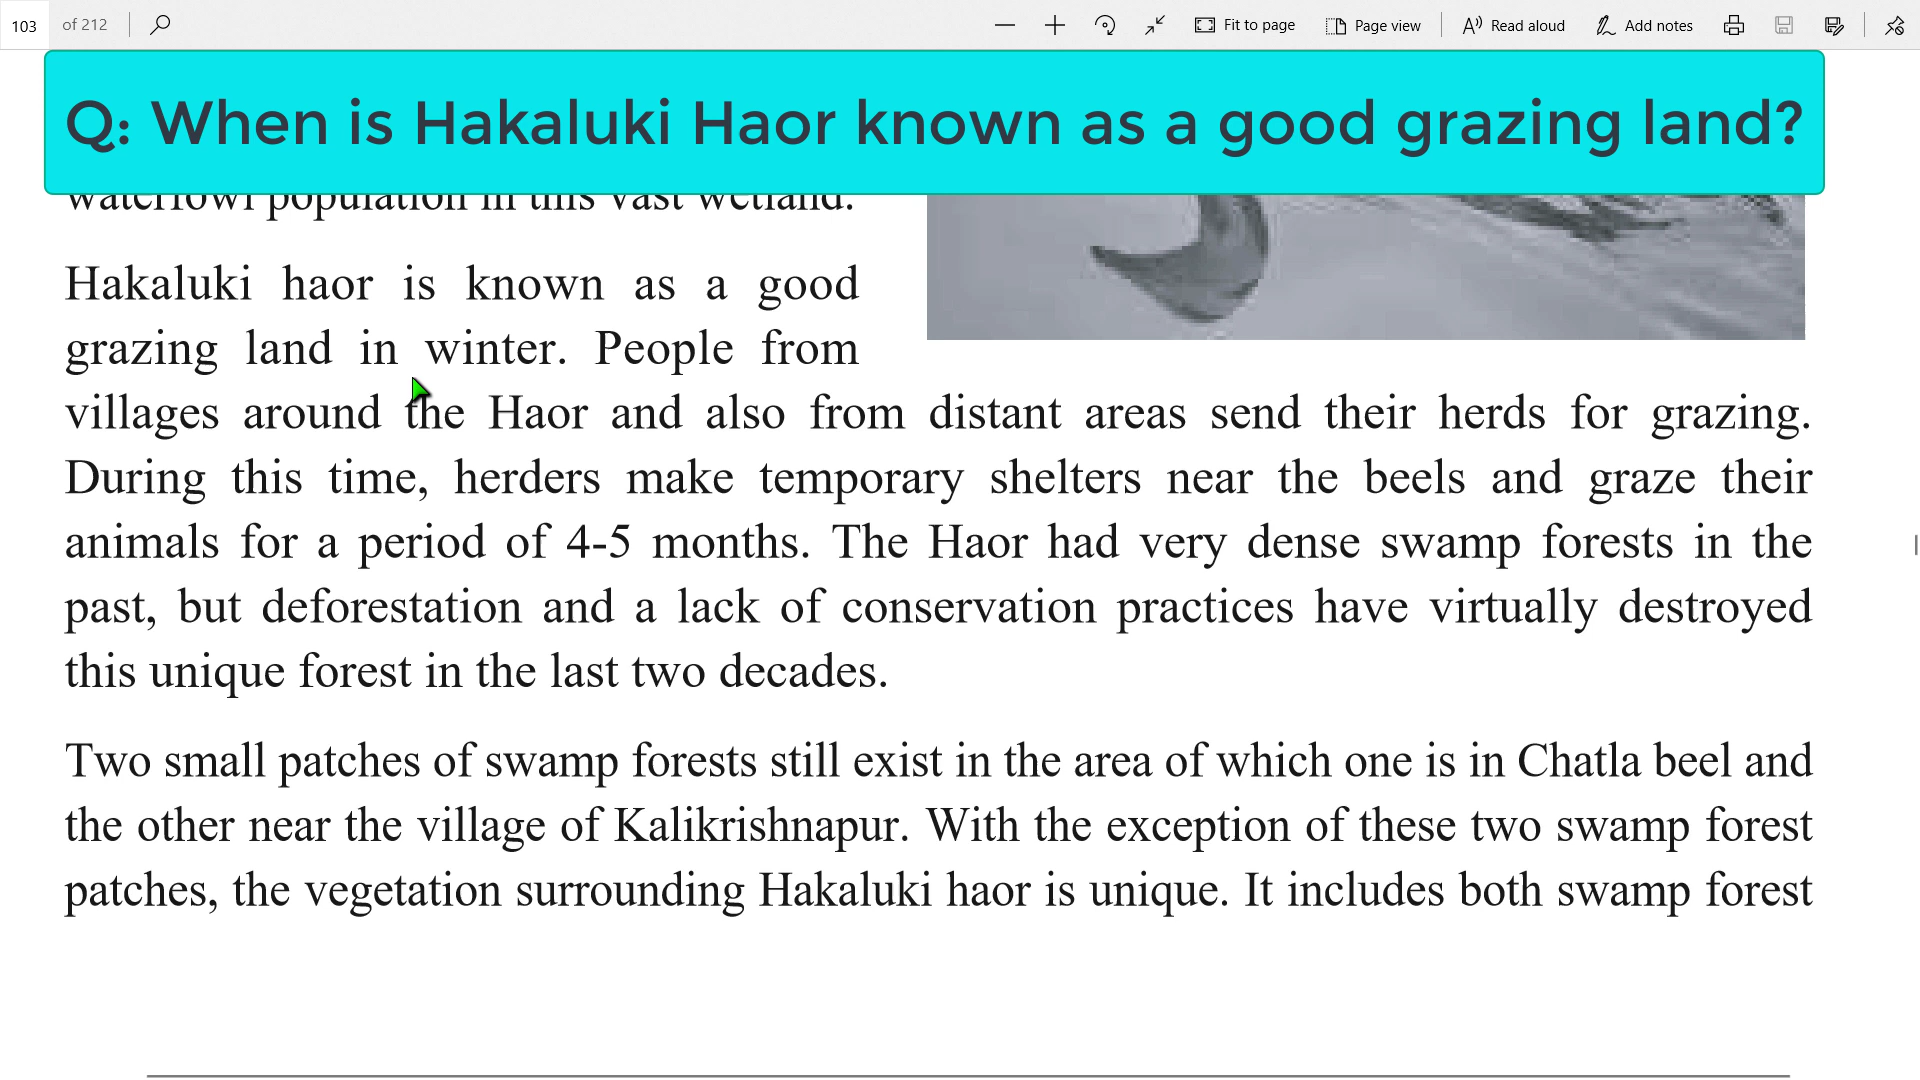 103 of 212 Fit to page Page view Read aloud Add notes
Q: When is Hakaluki Haor known as a good grazing land?
waterfowl population in this vast wetland.
Hakaluki haor is known as a good
grazing land in winter. People from
villages around the Haor and also from distant areas send their herds for grazing.
During this time, herders make temporary shelters near the beels and graze their
animals for a period of 4-5 months. The Haor had very dense swamp forests in the
past, but deforestation and a lack of conservation practices have virtually destroyed
this unique forest in the last two decades.
Two small patches of swamp forests still exist in the area of which one is in Chatla beel and
the other near the village of Kalikrishnapur. With the exception of these two swamp forest
patches, the vegetation surrounding Hakaluki haor is unique. It includes both swamp forest